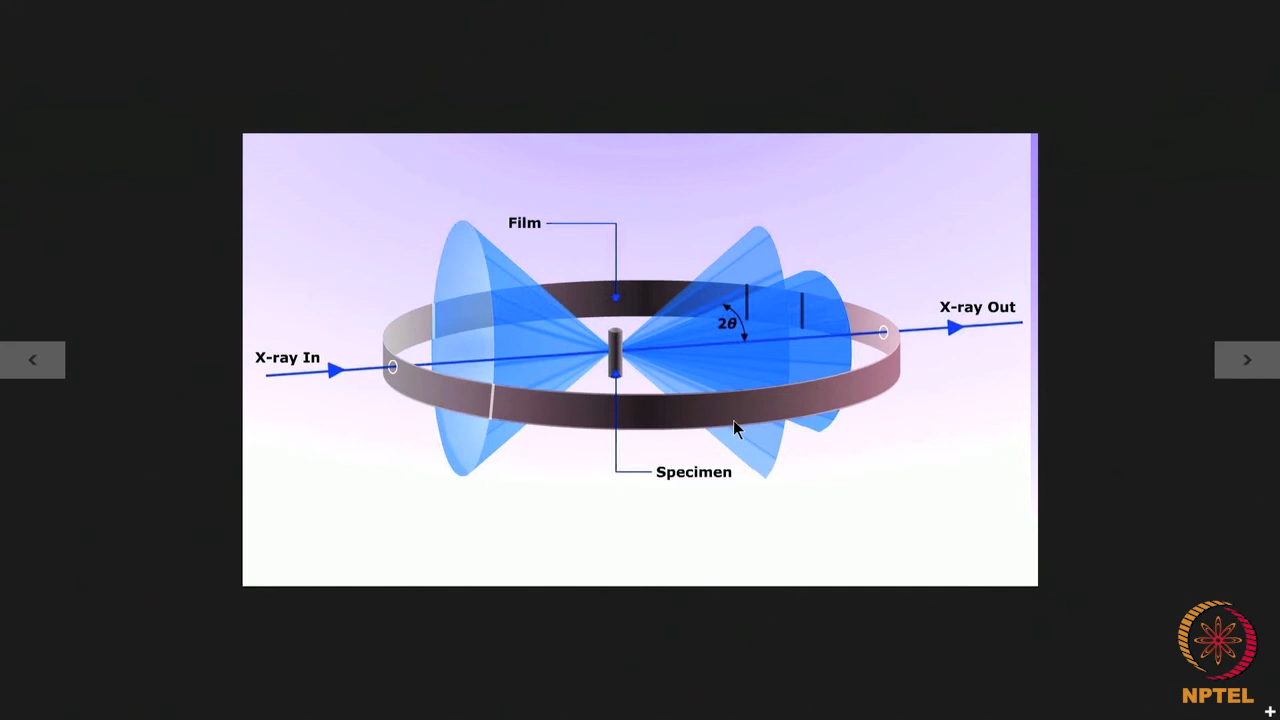 Film
X-ray Out
2θ
X-ray In
Specimen
NPTEL